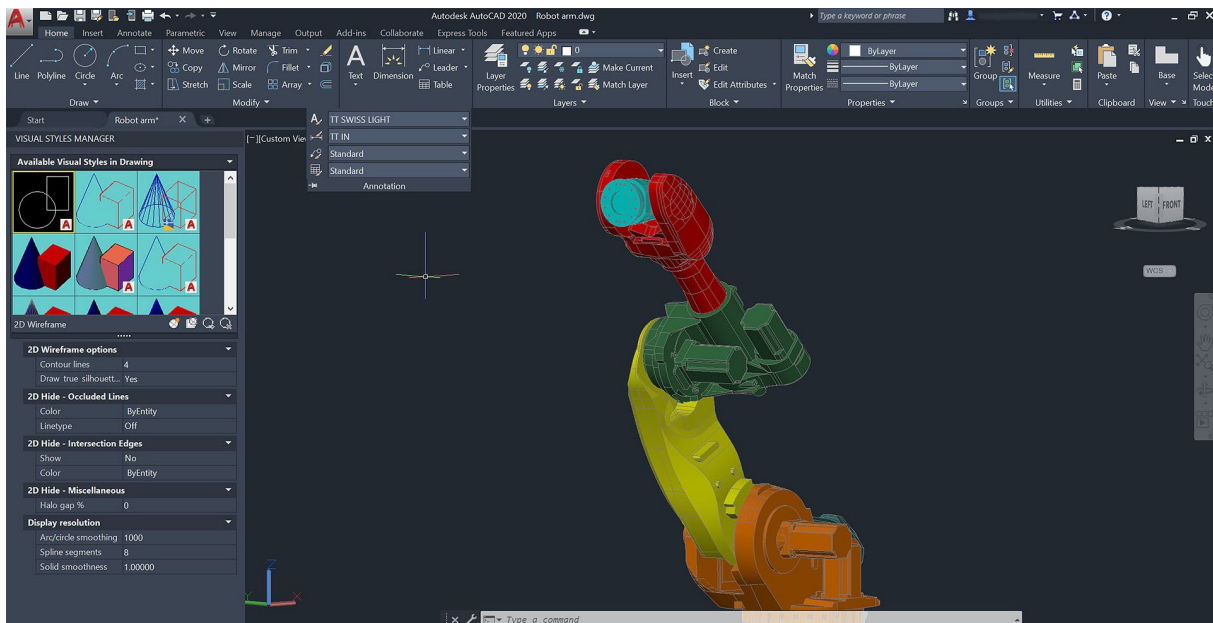 Autodesk AutoCAD 2020 Robot arm.dwg
Type a keyword or phrase
Home Insert Annotate Parametric View Manage Output Add-ins Collaborate Express Tools Featured Apps
Line Polyline Circle Arc
Move Rotate Trim
Copy Mirror Fillet
Stretch Scale Array
Text Dimension
Linear
Leader
Table
Layer Properties
0
Make Current
Match Layer
Insert
Create
Edit
Edit Attributes
Match Properties
ByLayer
ByLayer
ByLayer
Group
Measure
Paste
Base
Select
Mode
Draw Modify Layers Block Properties Groups Utilities Clipboard View Touch
Start Robot arm*
TT SWISS LIGHT
TT IN
Standard
Standard
Annotation
VISUAL STYLES MANAGER
[-][Custom Vie
Available Visual Styles in Drawing
2D Wireframe
2D Wireframe options
Contour lines 4
Draw true silhouett... Yes
2D Hide - Occluded Lines
Color ByEntity
Linetype Off
2D Hide - Intersection Edges
Show No
Color ByEntity
2D Hide - Miscellaneous
Halo gap % 0
Display resolution
Arc/circle smoothing 1000
Spline segments 8
Solid smoothness 1.00000
LEFT FRONT
WCS
Z
Y X
Type a command